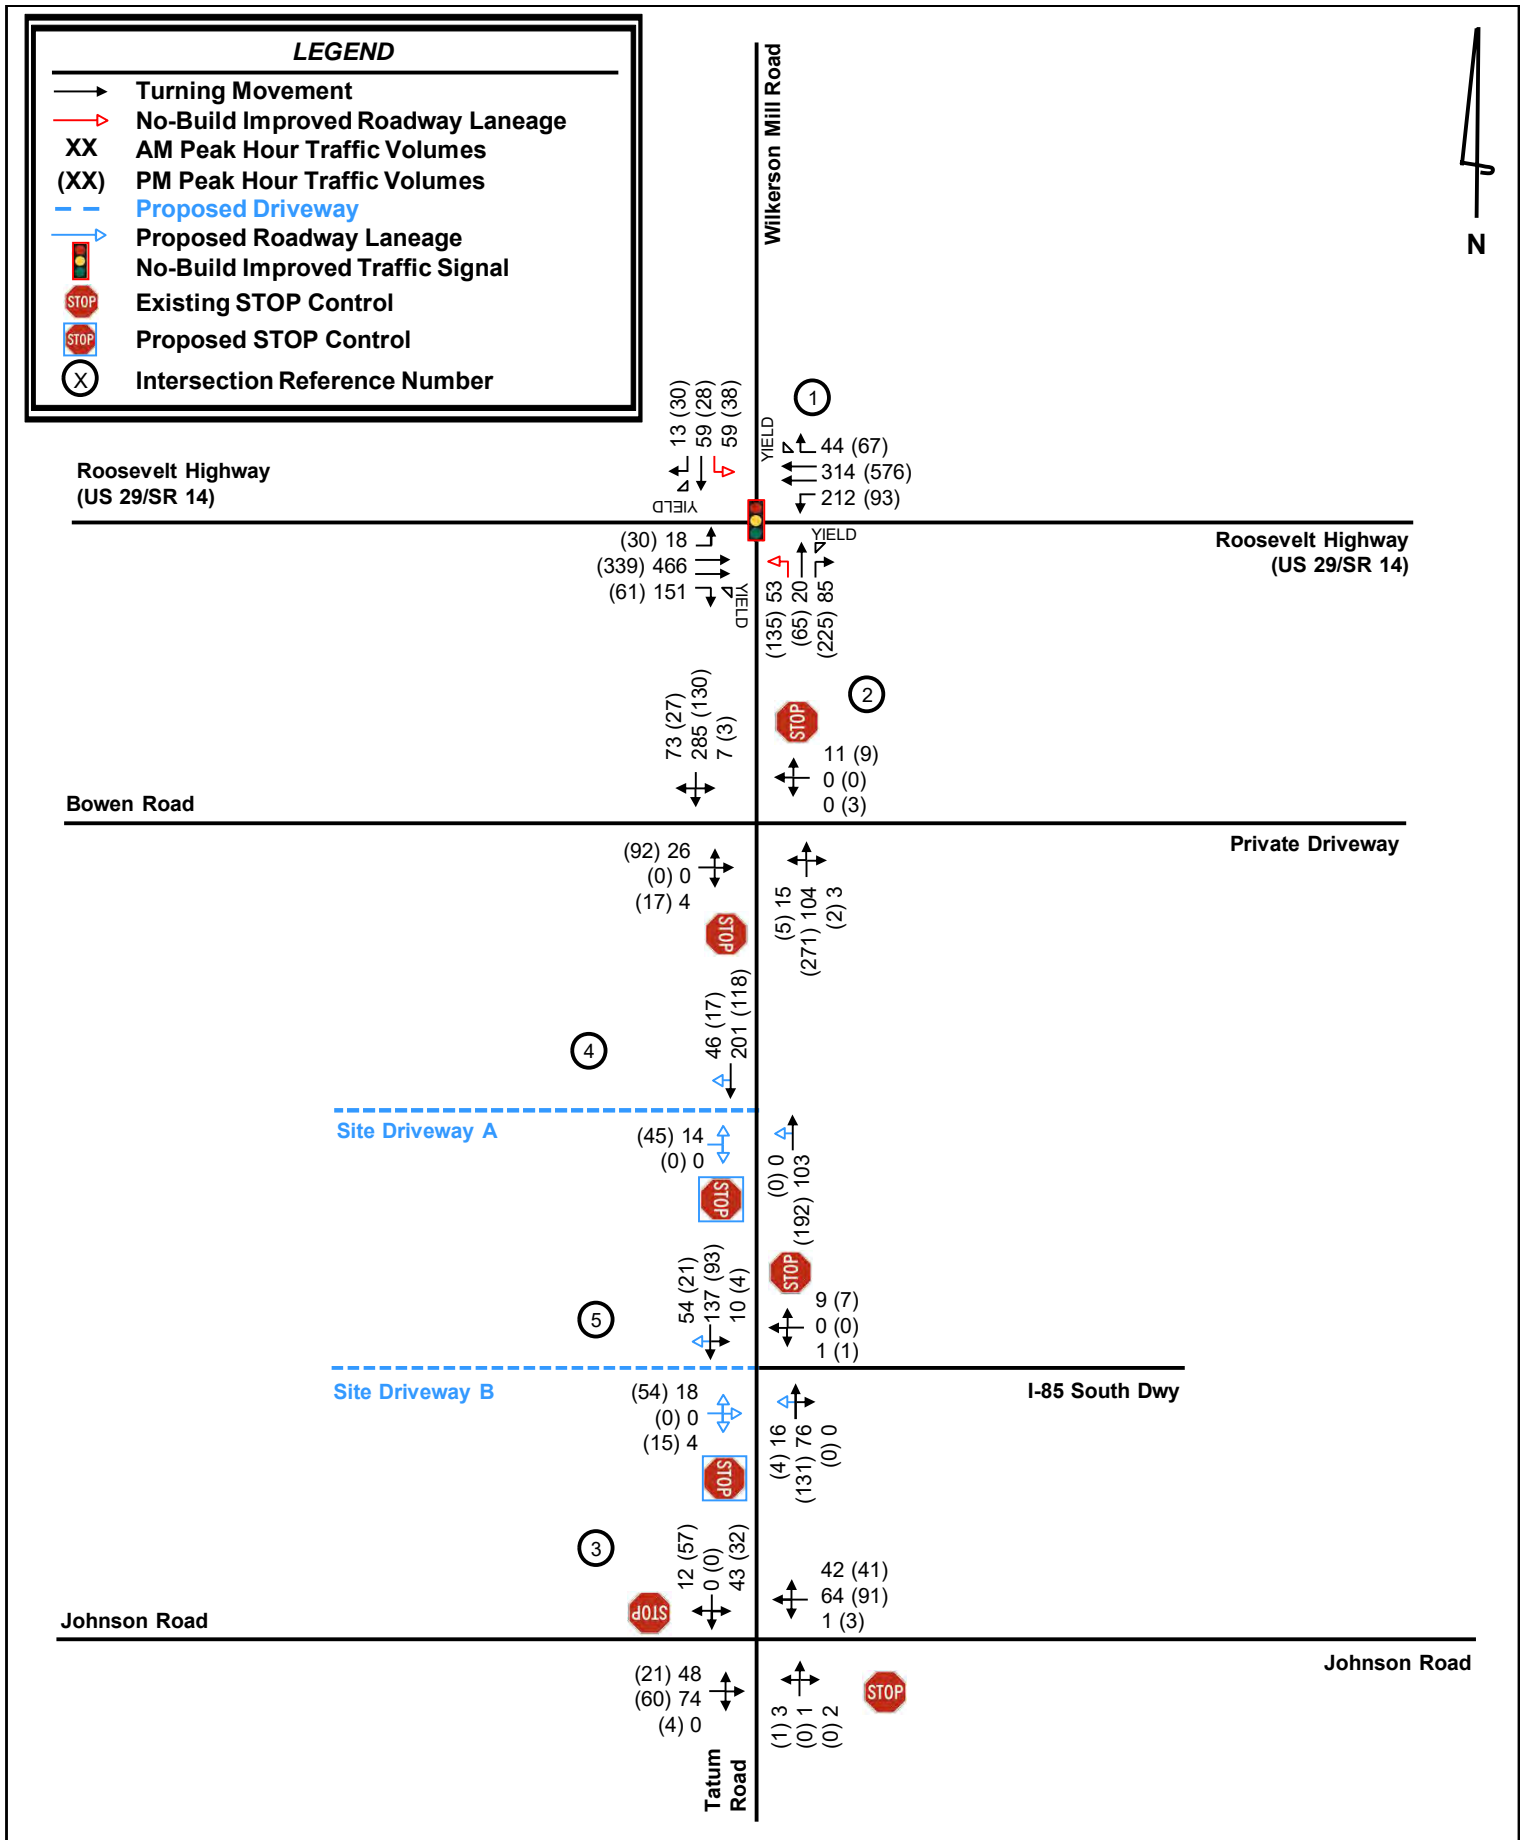 LEGEND
Turning Movement
No-Build Improved Roadway Laneage
XX AM Peak Hour Traffic Volumes
(XX) PM Peak Hour Traffic Volumes
Proposed Driveway
Proposed Roadway Laneage
No-Build Improved Traffic Signal
STOP Existing STOP Control
STOP Proposed STOP Control
X Intersection Reference Number
Wilkerson Mill Road
N
1
13 (30)
59 (28)
59 (38)
YIELD
YIELD
44 (67)
314 (576)
212 (93)
Roosevelt Highway
(US 29/SR 14)
Roosevelt Highway
(US 29/SR 14)
(30) 18
(339) 466
(61) 151
YIELD
YIELD
(135) 53
(65) 20
(225) 85
2
73 (27)
285 (130)
7 (3)
STOP
11 (9)
0 (0)
0 (3)
Bowen Road
Private Driveway
(92) 26
(0) 0
(17) 4
STOP
(5) 15
(271) 104
(2) 3
4
46 (17)
201 (118)
Site Driveway A
(45) 14
(0) 0
STOP
(0) 0
(192) 103
5
54 (21)
137 (93)
10 (4)
STOP
9 (7)
0 (0)
1 (1)
Site Driveway B
I-85 South Dwy
(54) 18
(0) 0
(15) 4
STOP
(4) 16
(131) 76
(0) 0
3
12 (57)
0 (0)
43 (32)
STOP
42 (41)
64 (91)
1 (3)
Johnson Road
Johnson Road
(21) 48
(60) 74
(4) 0
(1) 3
(0) 1
(0) 2
STOP
Tatum
Road